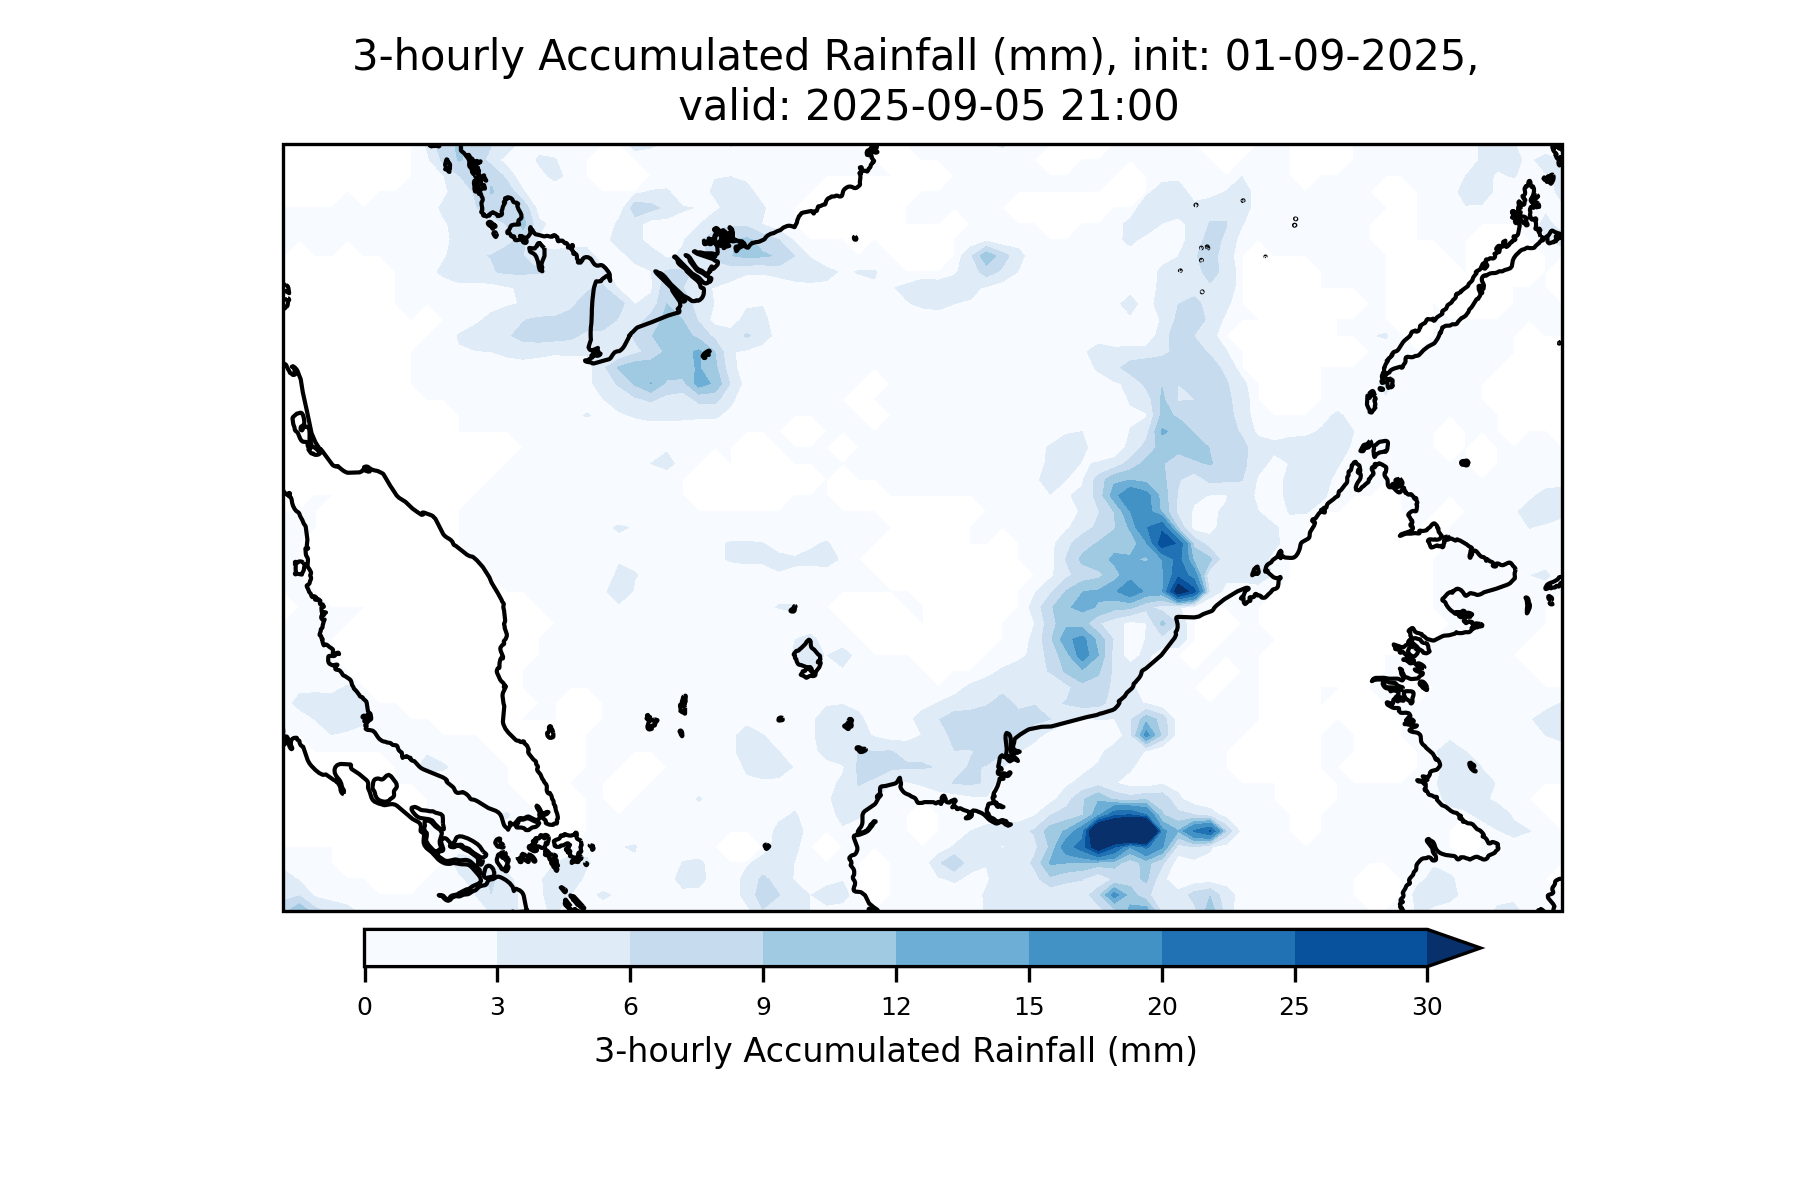 3-hourly Accumulated Rainfall (mm), init: 01-09-2025,
valid: 2025-09-05 21:00
0 3 6 9 12 15 20 25 30
3-hourly Accumulated Rainfall (mm)